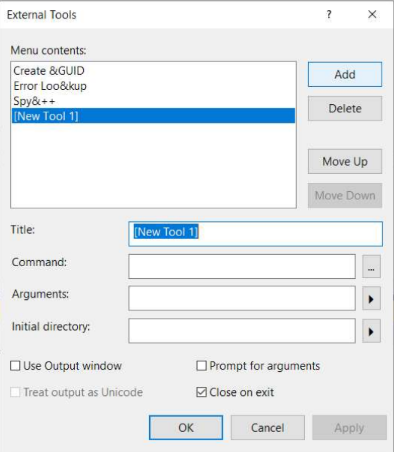 External Tools
?
×
Menu contents:
Create &GUID
Error Loo&kup
Spy&++
[New Tool 1]
Add
Delete
Move Up
Move Down
Title:
[New Tool 1]
Command:
...
Arguments:
Initial directory:
Use Output window
Prompt for arguments
Treat output as Unicode
Close on exit
OK
Cancel
Apply